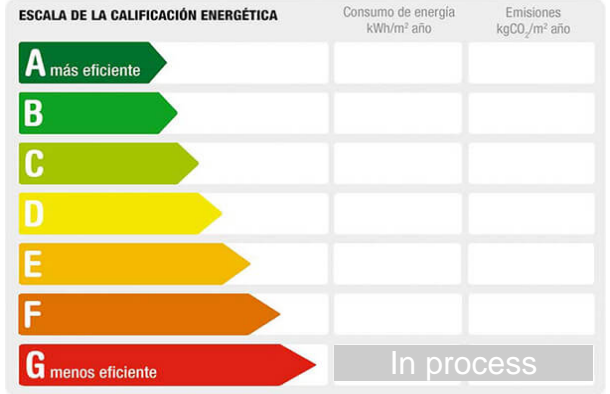 ESCALA DE LA CALIFICACIÓN ENERGÉTICA
Consumo de energía
kWh/m² año
Emisiones
kgCO₂/m² año
A más eficiente
B
C
D
E
F
G menos eficiente
In process